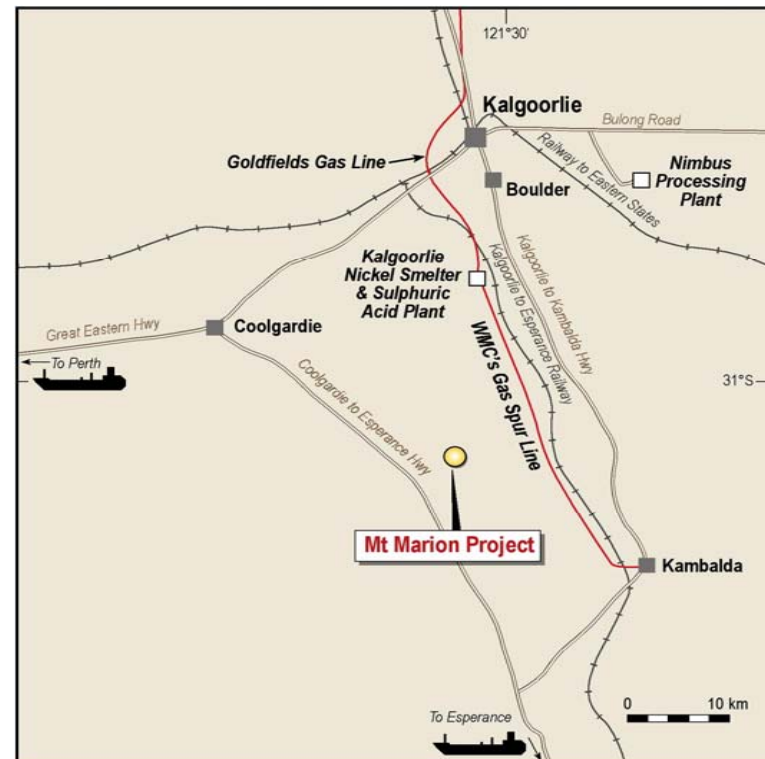 121°30'
Kalgoorlie
Bulong Road
Goldfields Gas Line
Railway to Eastern States
Nimbus
Processing
Plant
Boulder
Kalgoorlie
Nickel Smelter
& Sulphuric
Acid Plant
Kalgoorlie to Esperance Railway
Kalgoorlie to Kambalda Hwy
Great Eastern Hwy
Coolgardie
To Perth
WMC's Gas Spur Line
31°S
Coolgardie to Esperance Hwy
Mt Marion Project
Kambalda
0 10 km
To Esperance